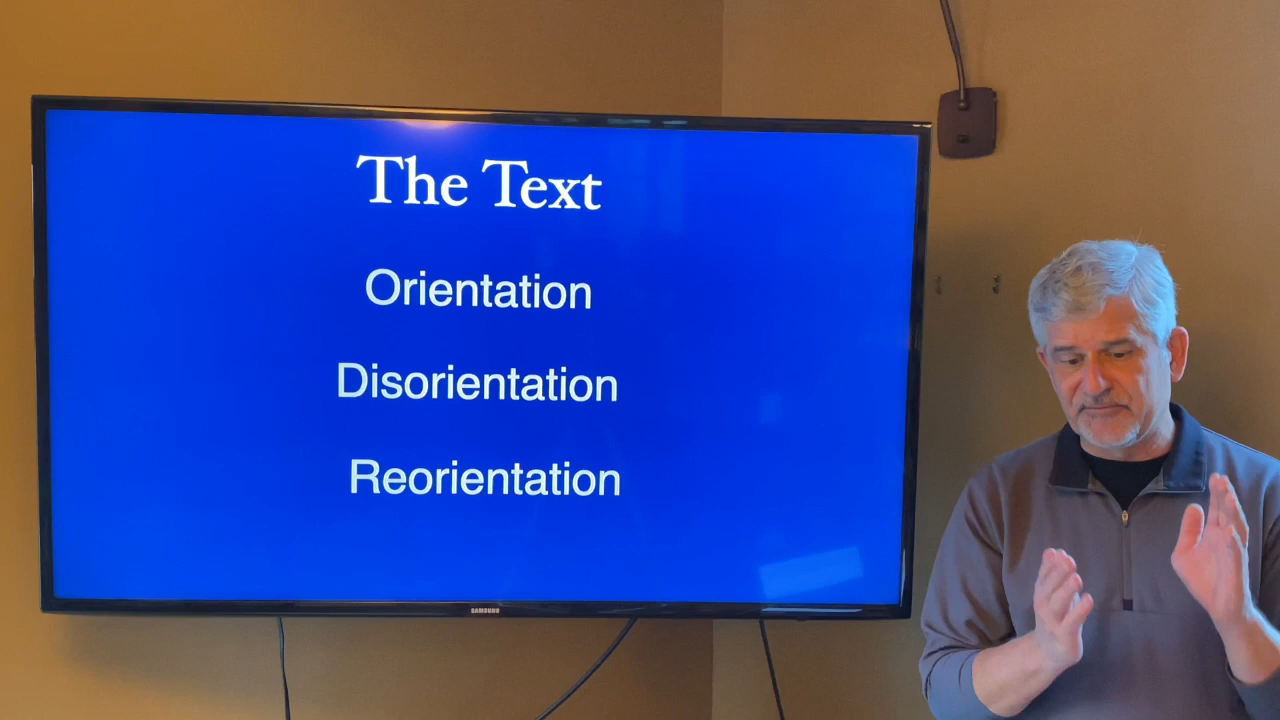 The Text
Orientation
Disorientation
Reorientation
SAMSUNG